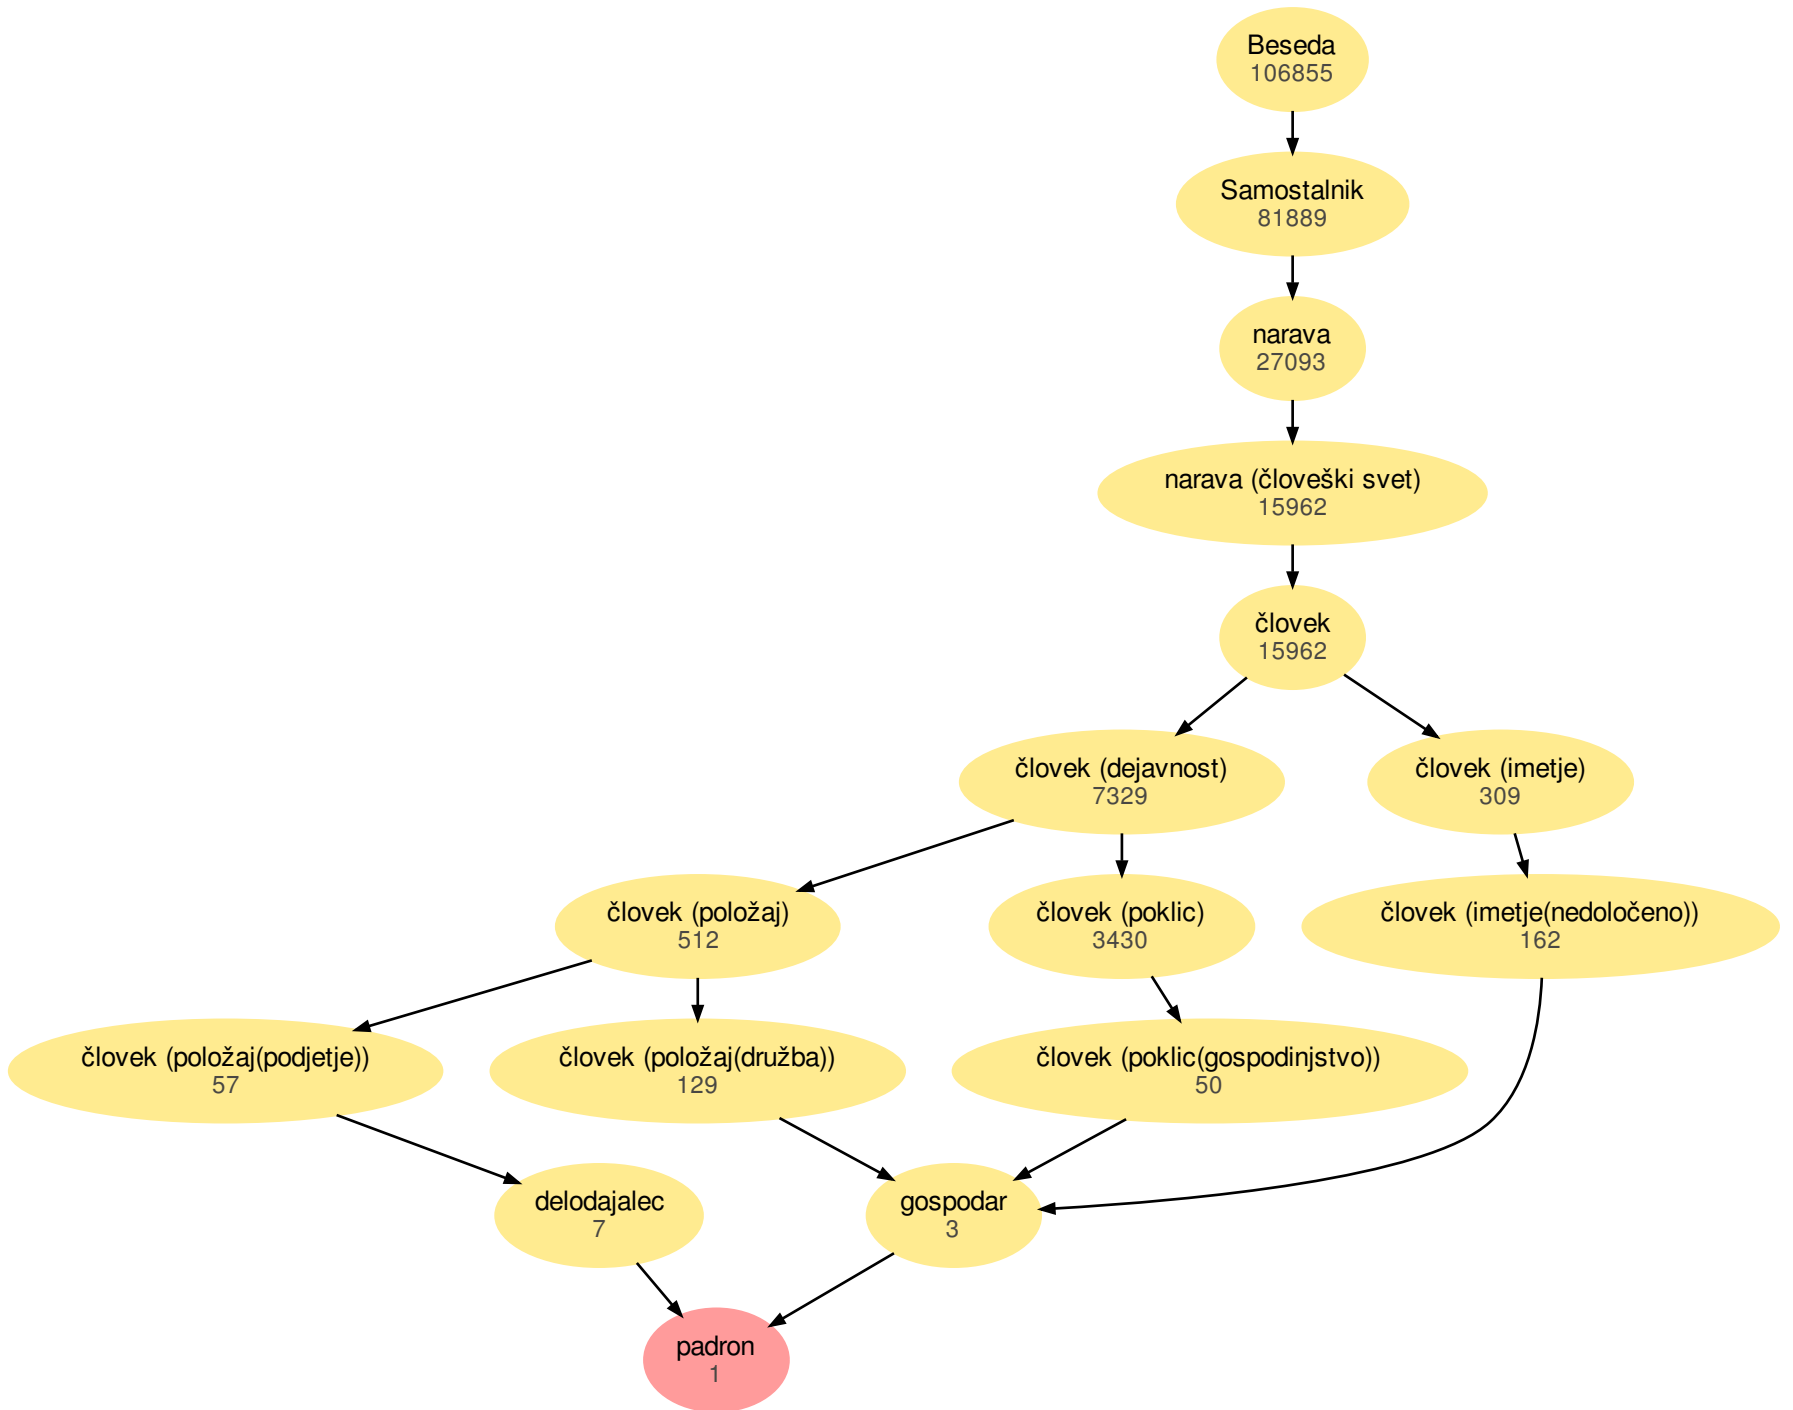 Beseda
106855
Samostalnik
81889
narava
27093
narava (človeški svet)
15962
človek
15962
človek (dejavnost)
7329
človek (imetje)
309
človek (položaj)
512
človek (poklic)
3430
človek (imetje(nedoločeno))
162
človek (položaj(podjetje))
57
človek (položaj(družba))
129
človek (poklic(gospodinjstvo))
50
delodajalec
7
gospodar
3
padron
1